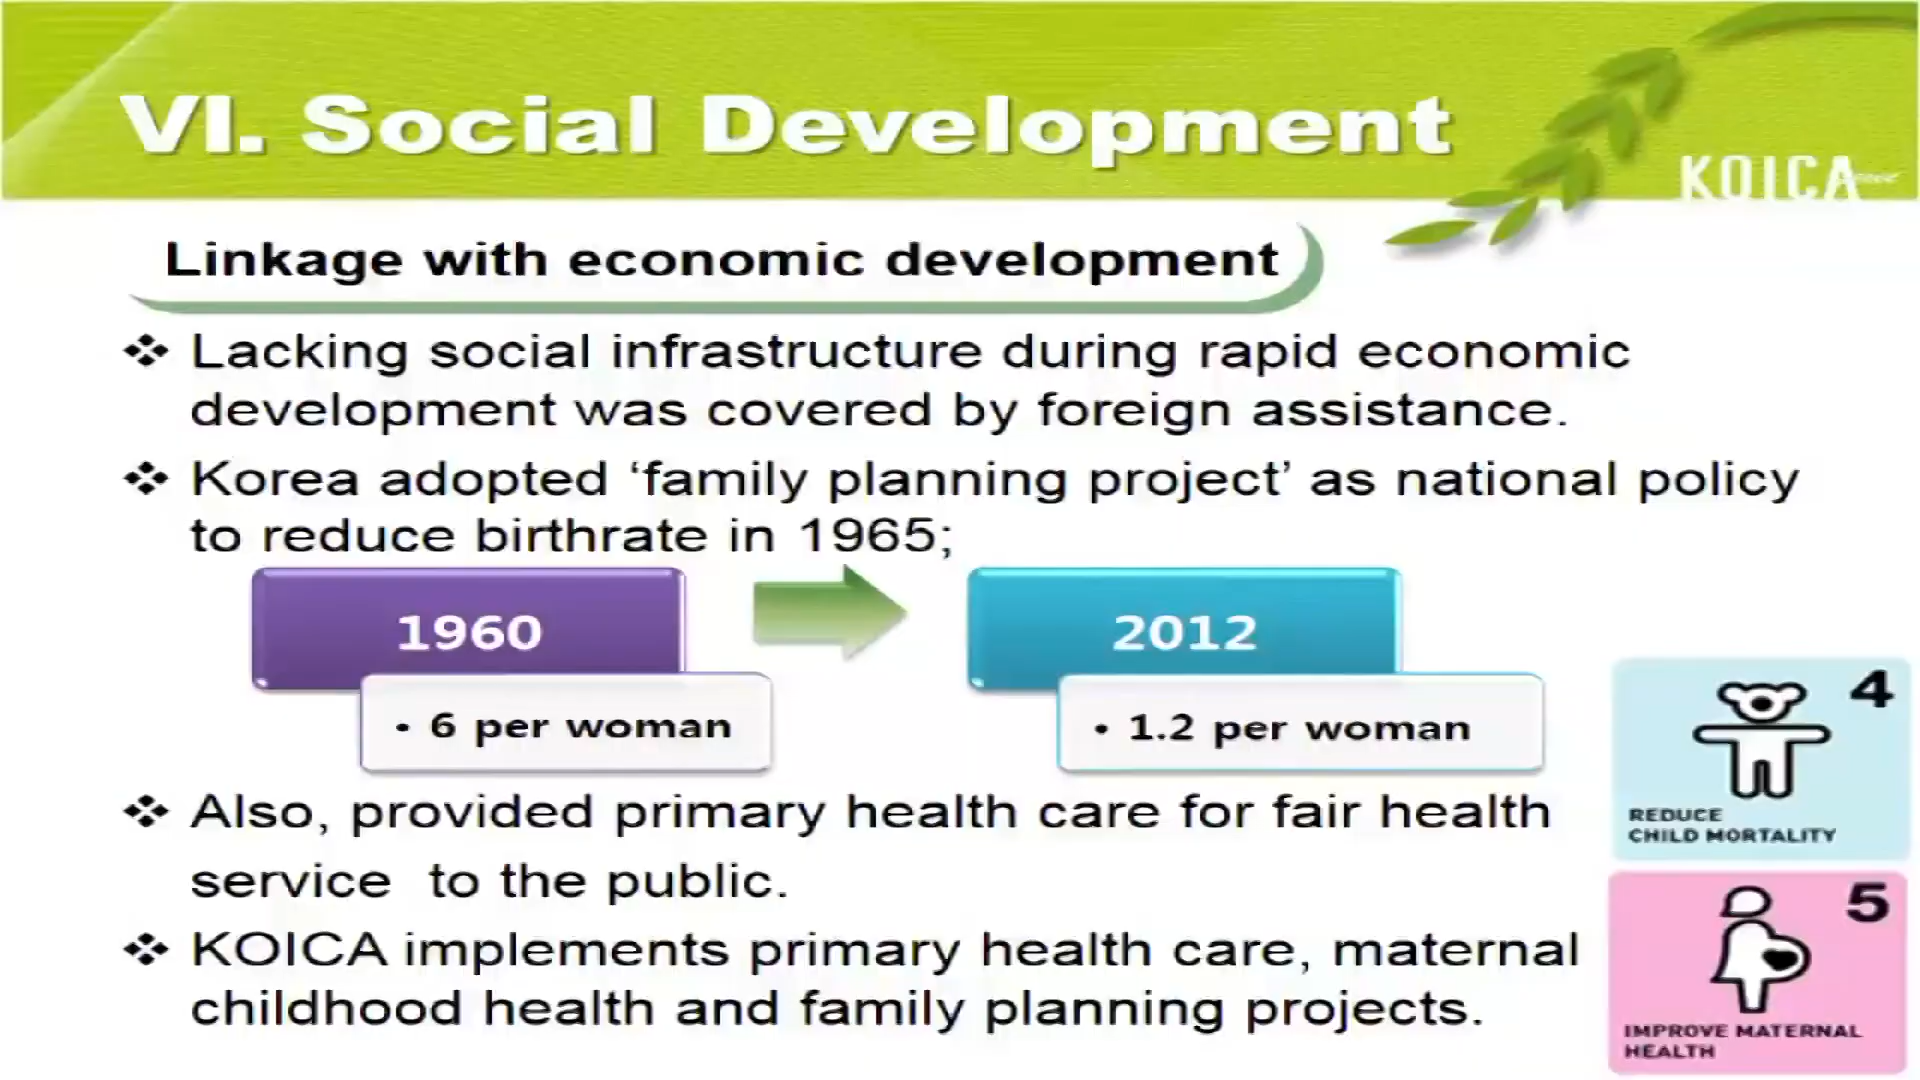 VI. Social Development
KOICA
Linkage with economic development
❖ Lacking social infrastructure during rapid economic
development was covered by foreign assistance.
❖ Korea adopted ‘family planning project’ as national policy
to reduce birthrate in 1965;
1960
2012
• 6 per woman
• 1.2 per woman
❖ Also, provided primary health care for fair health
service to the public.
❖ KOICA implements primary health care, maternal
childhood health and family planning projects.
4
REDUCE
CHILD MORTALITY
5
IMPROVE MATERNAL
HEALTH